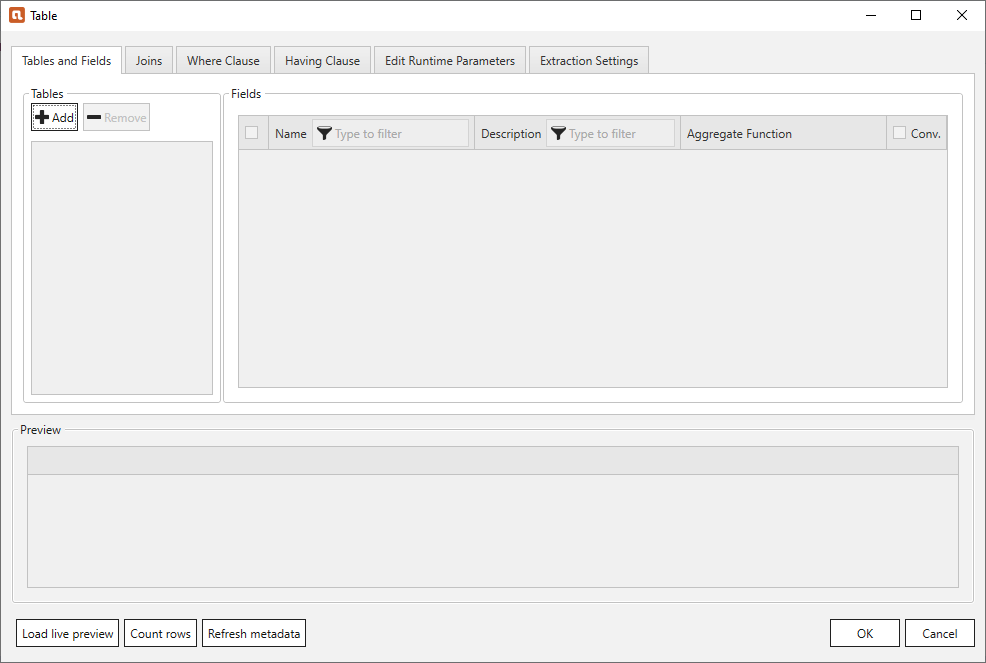 Table
Tables and Fields Joins Where Clause Having Clause Edit Runtime Parameters Extraction Settings
Tables Fields
Add Remove
Name Type to filter Description Type to filter Aggregate Function Conv.
Preview
Load live preview Count rows Refresh metadata OK Cancel